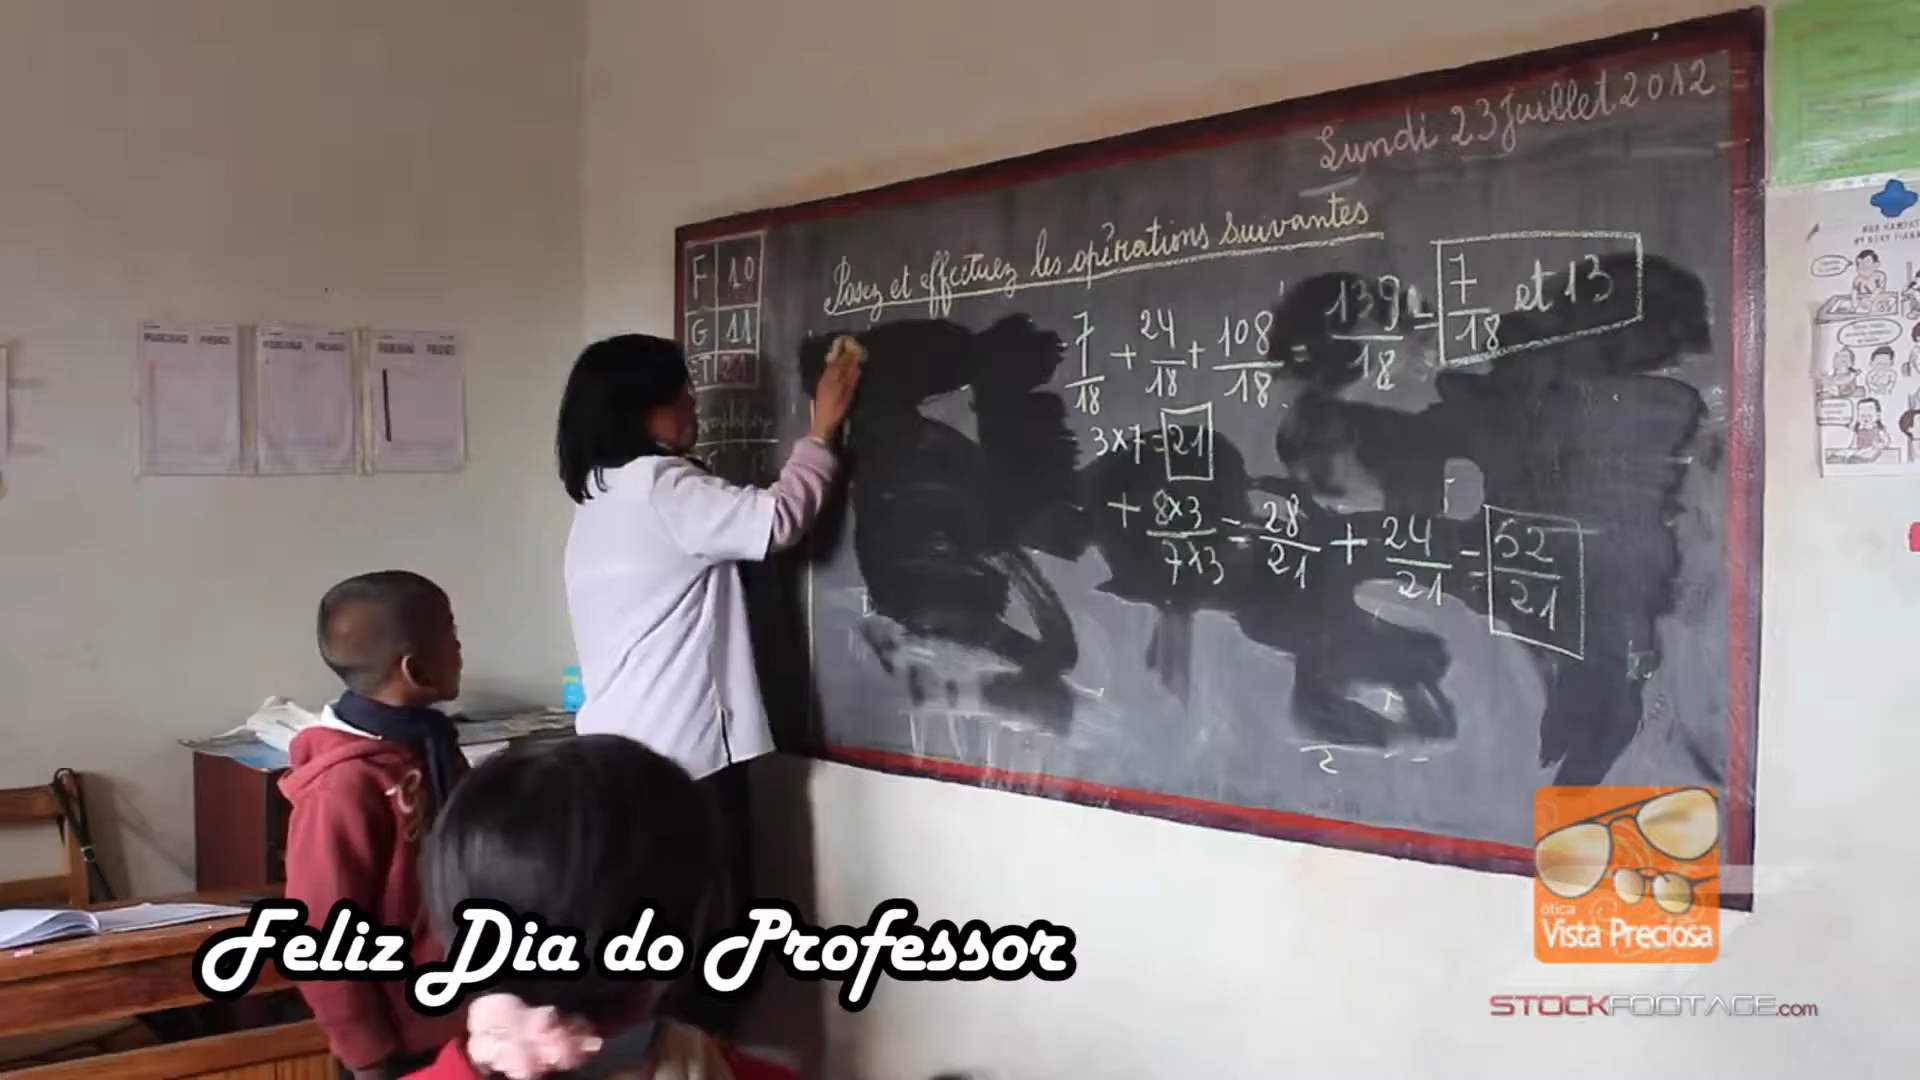 Lundi 23 Juillet 2012
Posez et effectuez les opérations suivantes
F 10
G 11
ET 21
7/18 + 24/18 + 108/18 = 139/18 = 7/18 et 13
3x7=21
+ 8x3/7x3 = 28/21 + 24/21 = 52/21
Feliz Dia do Professor
ótica
Vista Preciosa
STOCKFOOTAGE.com